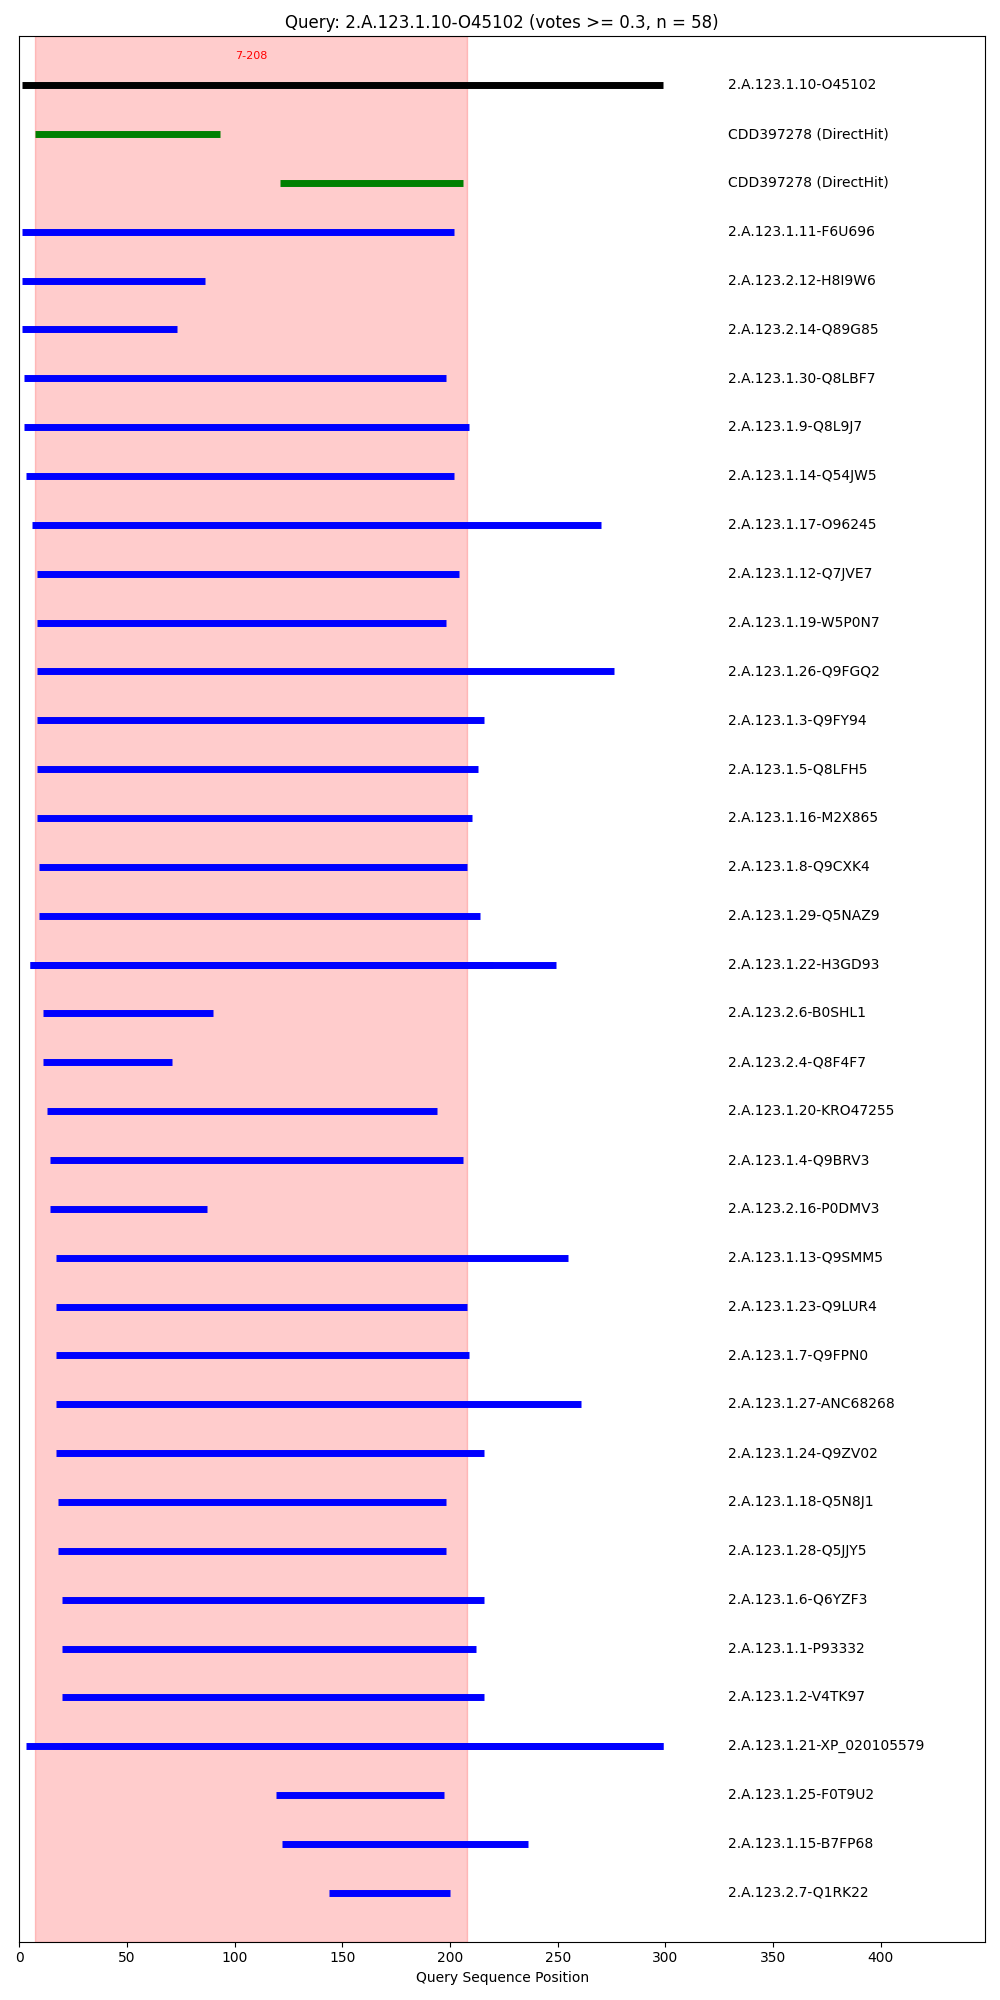 Query: 2.A.123.1.10-O45102 (votes >= 0.3, n = 58)
7-208
2.A.123.1.10-O45102
CDD397278 (DirectHit)
CDD397278 (DirectHit)
2.A.123.1.11-F6U696
2.A.123.2.12-H8I9W6
2.A.123.2.14-Q89G85
2.A.123.1.30-Q8LBF7
2.A.123.1.9-Q8L9J7
2.A.123.1.14-Q54JW5
2.A.123.1.17-O96245
2.A.123.1.12-Q7JVE7
2.A.123.1.19-W5P0N7
2.A.123.1.26-Q9FGQ2
2.A.123.1.3-Q9FY94
2.A.123.1.5-Q8LFH5
2.A.123.1.16-M2X865
2.A.123.1.8-Q9CXK4
2.A.123.1.29-Q5NAZ9
2.A.123.1.22-H3GD93
2.A.123.2.6-B0SHL1
2.A.123.2.4-Q8F4F7
2.A.123.1.20-KRO47255
2.A.123.1.4-Q9BRV3
2.A.123.2.16-P0DMV3
2.A.123.1.13-Q9SMM5
2.A.123.1.23-Q9LUR4
2.A.123.1.7-Q9FPN0
2.A.123.1.27-ANC68268
2.A.123.1.24-Q9ZV02
2.A.123.1.18-Q5N8J1
2.A.123.1.28-Q5JJY5
2.A.123.1.6-Q6YZF3
2.A.123.1.1-P93332
2.A.123.1.2-V4TK97
2.A.123.1.21-XP_020105579
2.A.123.1.25-F0T9U2
2.A.123.1.15-B7FP68
2.A.123.2.7-Q1RK22
0 50 100 150 200 250 300 350 400
Query Sequence Position